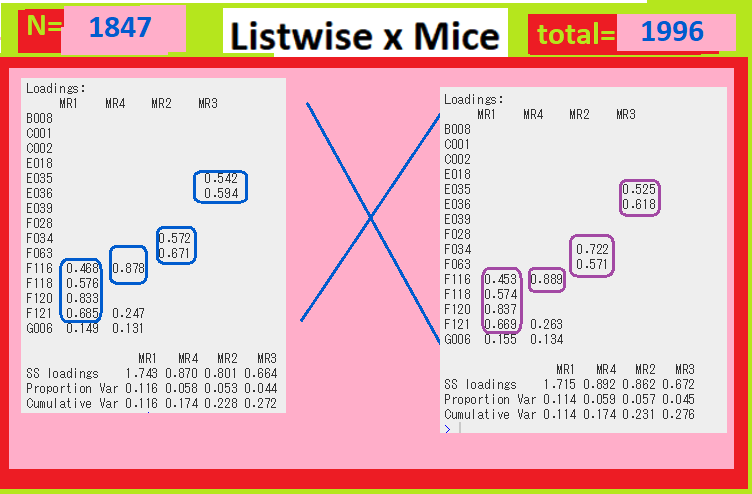 N= 1847
Listwise x Mice
total= 1996
Loadings:
MR1 MR4 MR2 MR3
B008
C001
C002
E018
E035 0.542
E036 0.594
E039
F028
F034 0.572
F063 0.671
F116 0.468 0.878
F118 0.576
F120 0.833
F121 0.685 0.247
G006 0.149 0.131
MR1 MR4 MR2 MR3
SS loadings 1.743 0.870 0.801 0.664
Proportion Var 0.116 0.058 0.053 0.044
Cumulative Var 0.116 0.174 0.228 0.272
Loadings:
MR1 MR4 MR2 MR3
B008
C001
C002
E018
E035 0.525
E036 0.618
E039
F028
F034 0.722
F063 0.571
F116 0.453 0.889
F118 0.574
F120 0.837
F121 0.669 0.263
G006 0.155 0.134
MR1 MR4 MR2 MR3
SS loadings 1.715 0.892 0.862 0.672
Proportion Var 0.114 0.059 0.057 0.045
Cumulative Var 0.114 0.174 0.231 0.276
>